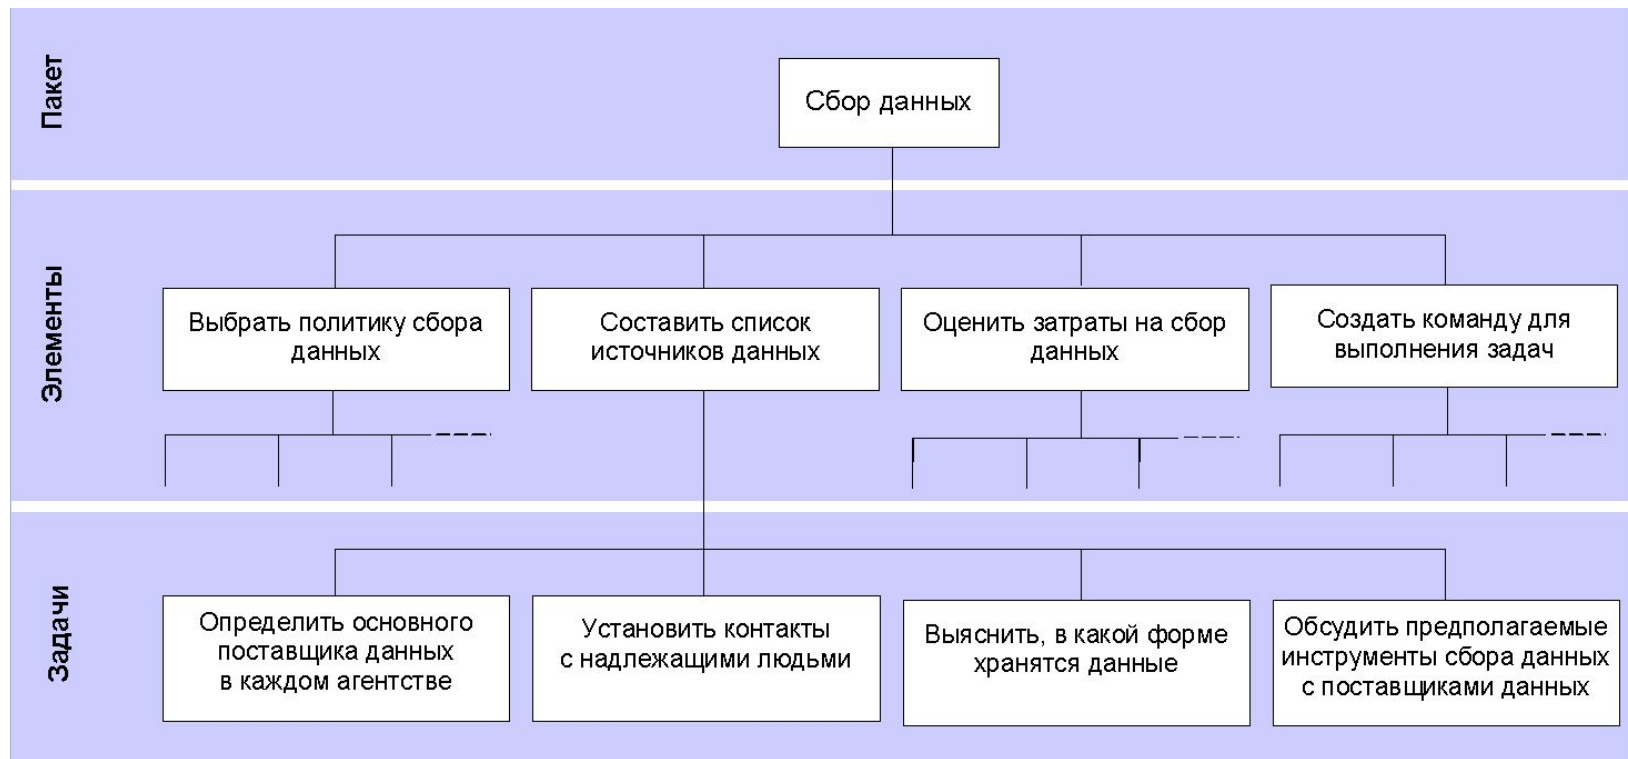 Пакет
Сбор данных
Элементы
Выбрать политику сбора
данных
Составить список
источников данных
Оценить затраты на сбор
данных
Создать команду для
выполнения задач
Задачи
Определить основного
поставщика данных
в каждом агентстве
Установить контакты
с надлежащими людьми
Выяснить, в какой форме
хранятся данные
Обсудить предполагаемые
инструменты сбора данных
с поставщиками данных